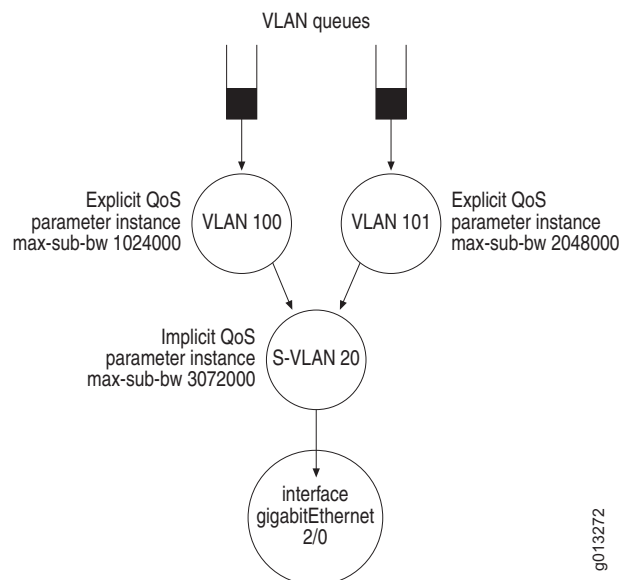 VLAN queues
Explicit QoS
parameter instance
max-sub-bw 1024000
VLAN 100
VLAN 101
Explicit QoS
parameter instance
max-sub-bw 2048000
Implicit QoS
parameter instance
max-sub-bw 3072000
S-VLAN 20
interface
gigabitEthernet
2/0
g013272